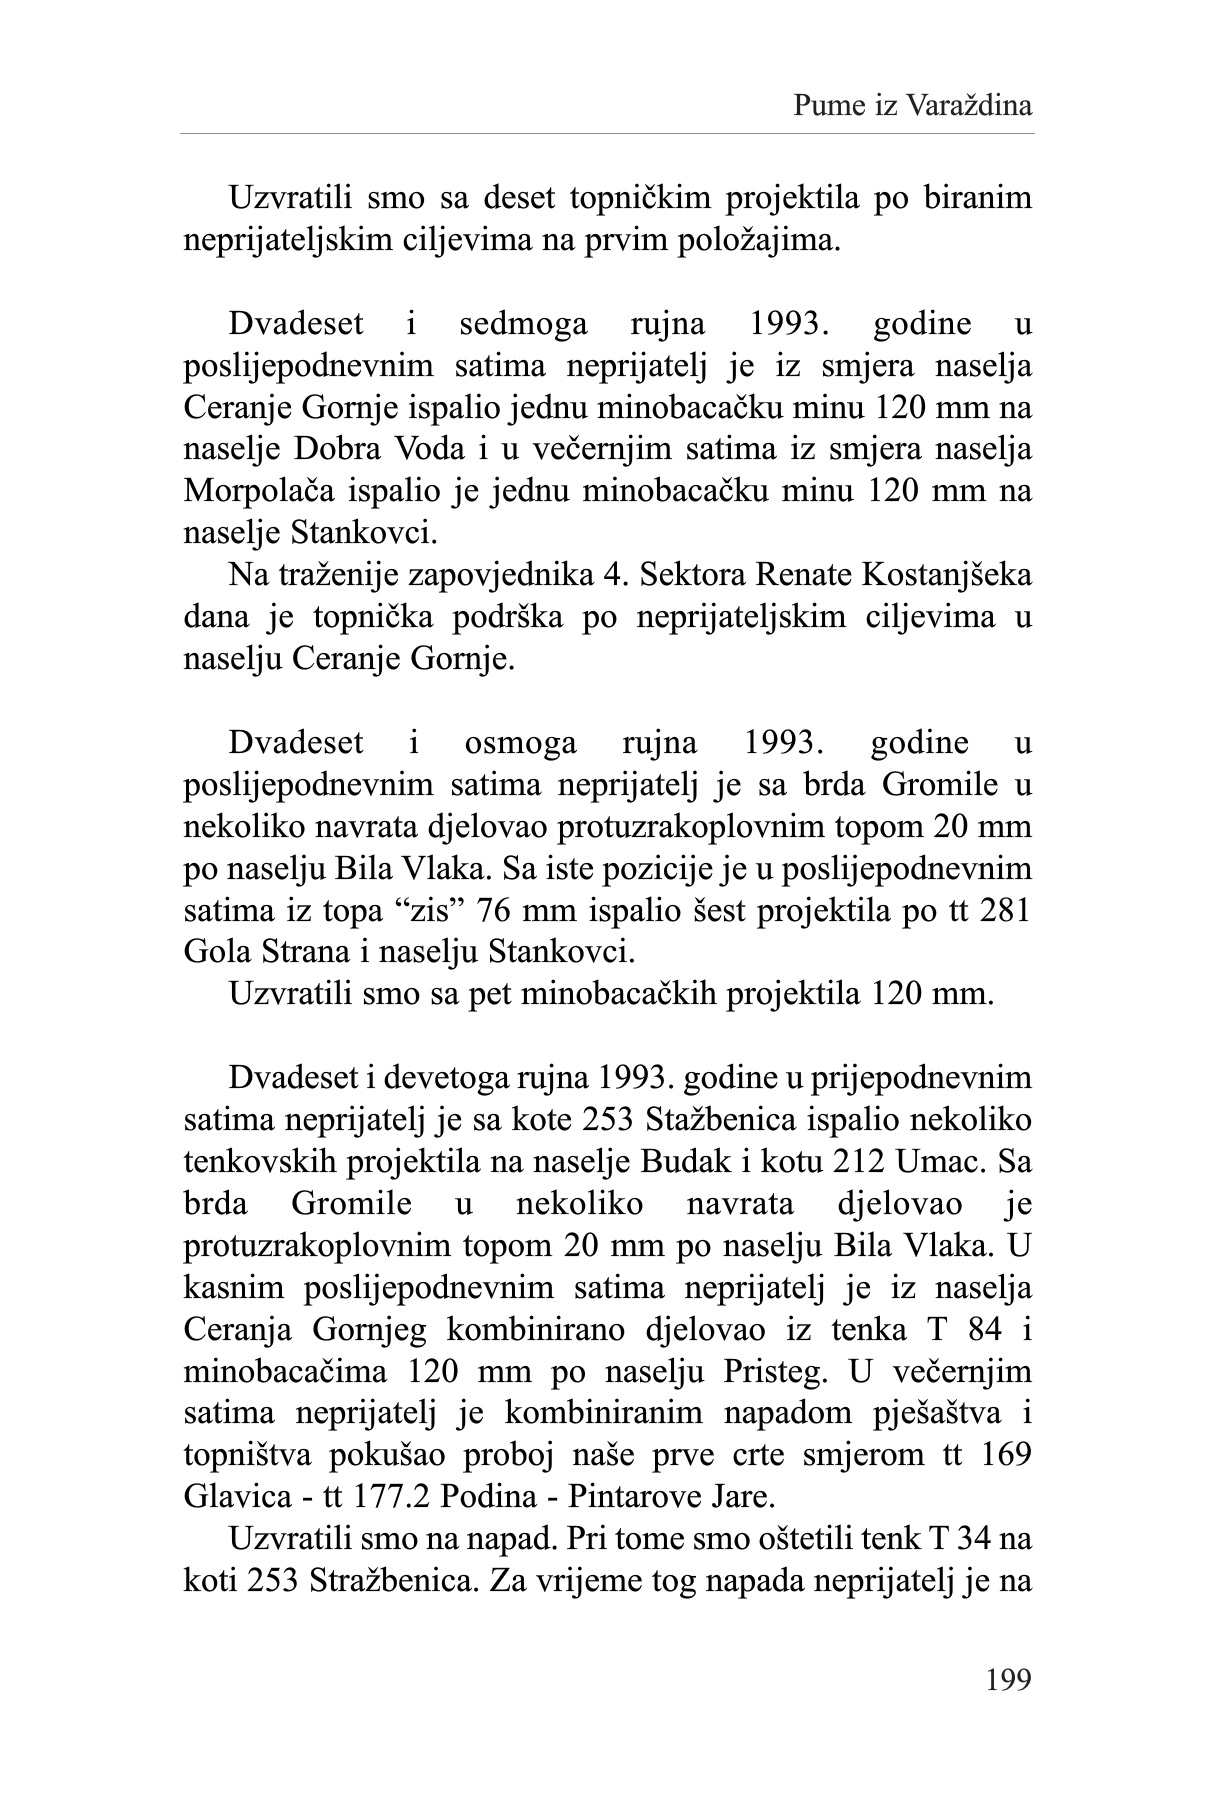 Pume iz Varaždina
Uzvratili smo sa deset topničkim projektila po biranim
neprijateljskim ciljevima na prvim položajima.
Dvadeset i sedmoga rujna 1993. godine u
poslijepodnevnim satima neprijatelj je iz smjera naselja
Ceranje Gornje ispalio jednu minobacačku minu 120 mm na
naselje Dobra Voda i u večernjim satima iz smjera naselja
Morpolača ispalio je jednu minobacačku minu 120 mm na
naselje Stankovci.
Na traženije zapovjednika 4. Sektora Renate Kostanjšeka
dana je topnička podrška po neprijateljskim ciljevima u
naselju Ceranje Gornje.
Dvadeset i osmoga rujna 1993. godine u
poslijepodnevnim satima neprijatelj je sa brda Gromile u
nekoliko navrata djelovao protuzrakoplovnim topom 20 mm
po naselju Bila Vlaka. Sa iste pozicije je u poslijepodnevnim
satima iz topa “zis” 76 mm ispalio šest projektila po tt 281
Gola Strana i naselju Stankovci.
Uzvratili smo sa pet minobacačkih projektila 120 mm.
Dvadeset i devetoga rujna 1993. godine u prijepodnevnim
satima neprijatelj je sa kote 253 Stažbenica ispalio nekoliko
tenkovskih projektila na naselje Budak i kotu 212 Umac. Sa
brda Gromile u nekoliko navrata djelovao je
protuzrakoplovnim topom 20 mm po naselju Bila Vlaka. U
kasnim poslijepodnevnim satima neprijatelj je iz naselja
Ceranja Gornjeg kombinirano djelovao iz tenka T 84 i
minobacačima 120 mm po naselju Pristeg. U večernjim
satima neprijatelj je kombiniranim napadom pješaštva i
topništva pokušao proboj naše prve crte smjerom tt 169
Glavica - tt 177.2 Podina - Pintarove Jare.
Uzvratili smo na napad. Pri tome smo oštetili tenk T 34 na
koti 253 Stražbenica. Za vrijeme tog napada neprijatelj je na
199